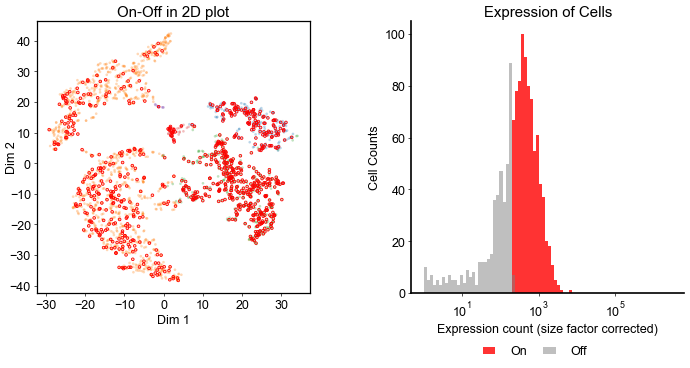 On-Off in 2D plot
40
30
20
10
0
−10
−20
−30
−40
Dim 2
−30 −20 −10 0 10 20 30
Dim 1
Expression of Cells
100
80
60
40
20
0
Cell Counts
10^1 10^3 10^5
Expression count (size factor corrected)
On Off